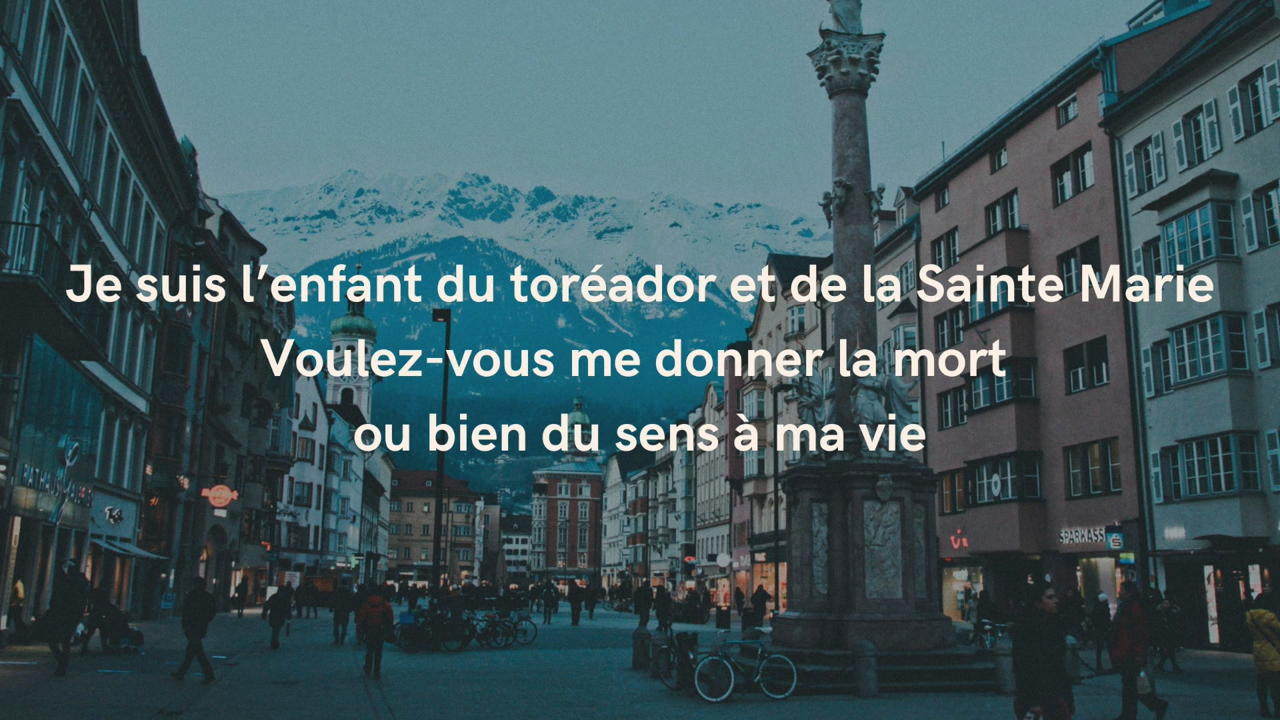 Je suis l’enfant du toréador et de la Sainte Marie
Voulez-vous me donner la mort
ou bien du sens à ma vie
SPARKASSE